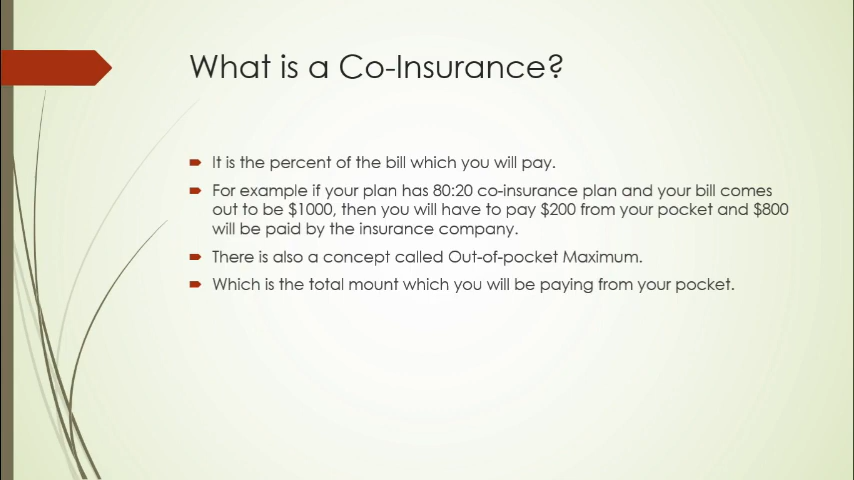 What is a Co-Insurance?
It is the percent of the bill which you will pay.
For example if your plan has 80:20 co-insurance plan and your bill comes
out to be $1000, then you will have to pay $200 from your pocket and $800
will be paid by the insurance company.
There is also a concept called Out-of-pocket Maximum.
Which is the total mount which you will be paying from your pocket.